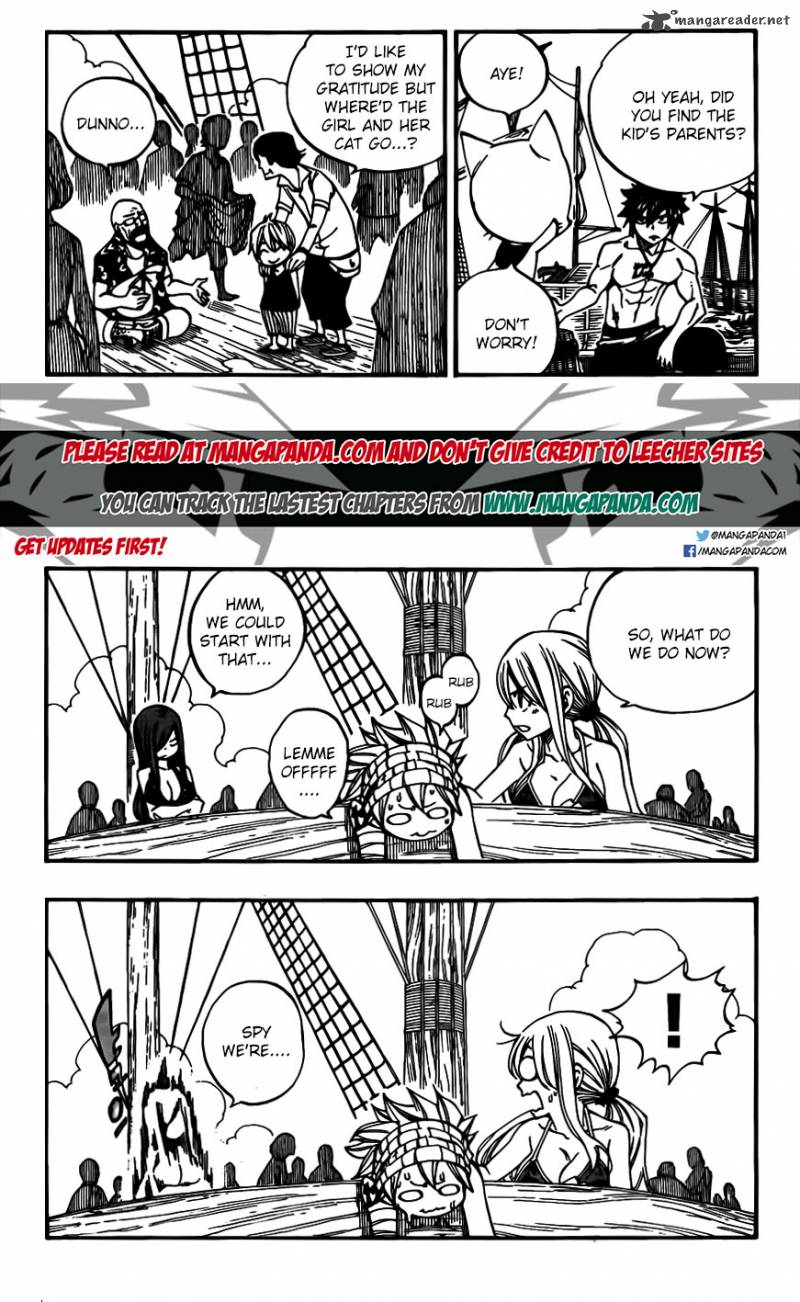 mangareader.net
AYE!
OH YEAH, DID
YOU FIND THE
KID'S PARENTS?
DON'T
WORRY!
I'D LIKE
TO SHOW MY
GRATITUDE BUT
WHERE'D THE
GIRL AND HER
CAT GO...?
DUNNO...
PLEASE READ AT MANGAPANDA.COM AND DON'T GIVE CREDIT TO LEECHER SITES
YOU CAN TRACK THE LASTEST CHAPTERS FROM WWW.MANGAPANDA.COM
GET UPDATES FIRST!
@MANGAPANDA1
/MANGAPANDACOM
SO, WHAT DO
WE DO NOW?
RUB
RUB
HMM,
WE COULD
START WITH
THAT...
LEMME
OFFFFF
....
!
SPY
WE'RE....